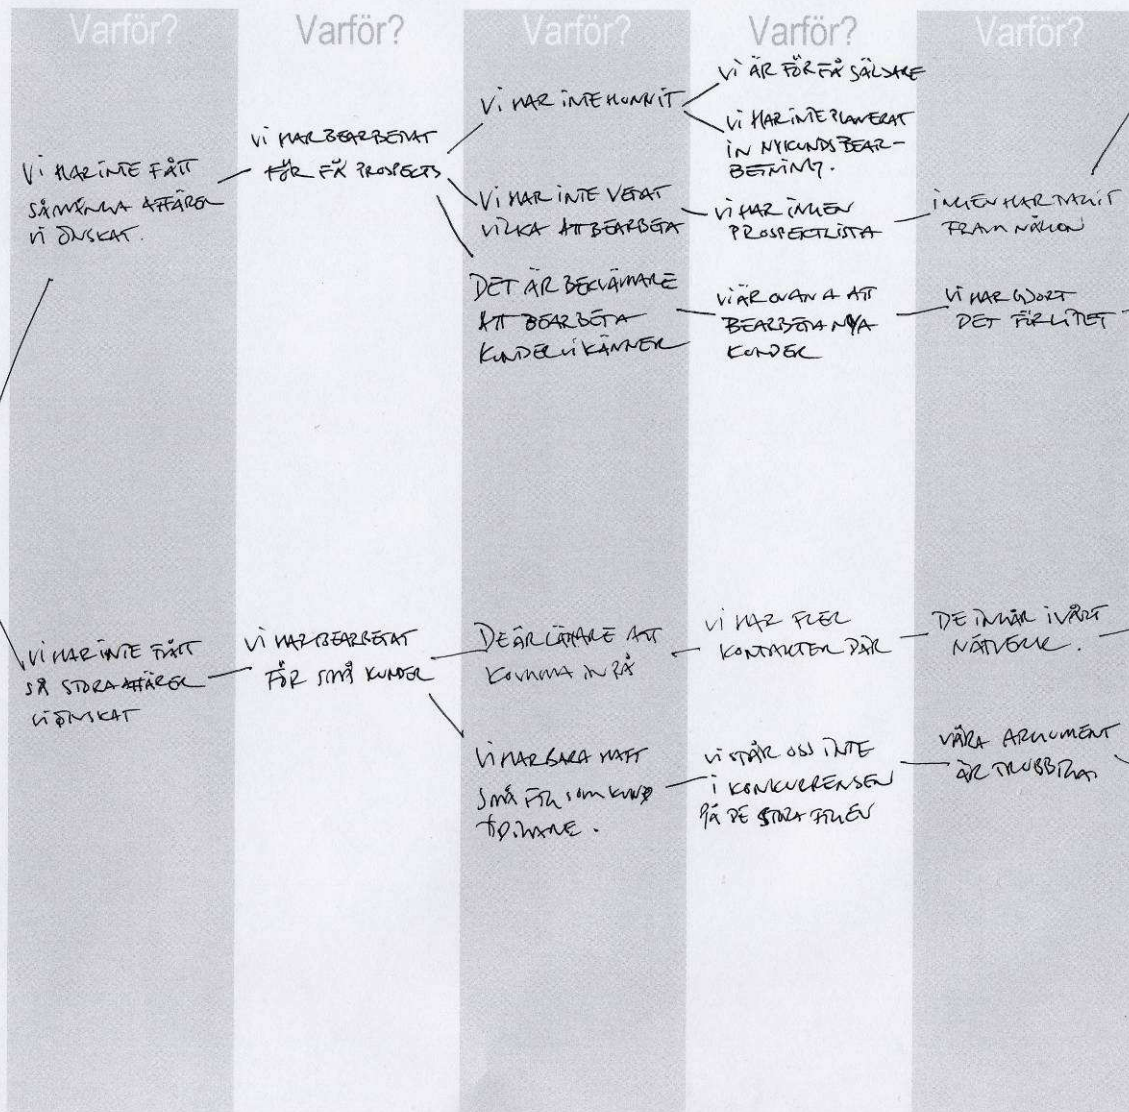 Varför?
Varför?
Varför?
Varför?
Varför?
VI HAR INTE FÅTT
SÅ MÅNGA AFFÄRER
VI ÖNSKAT.
VI HAR BEARBETAT
FÖR FÅ PROSPECTS
VI HAR INTE HUNNIT
VI ÄR FÖR FÅ SÄLJARE
VI HAR INTE PLANERAT
IN NYKUNDSBEAR-
BETNING.
VI HAR INTE VETAT
VILKA ATT BEARBETA
VI HAR INGEN
PROSPEKTLISTA
INGEN HAR TAGIT
FRAM NÅGON
DET ÄR BEKVÄMARE
ATT BEARBETA
KUNDER VI KÄNNER
VI ÄR OVANA ATT
BEARBETA NYA
KUNDER
VI HAR GJORT
DET FÖR LITET
VI HAR INTE FÅTT
SÅ STORA AFFÄRER
VI ÖNSKAT
VI HAR BEARBETAT
FÖR SMÅ KUNDER
DE ÄR LÄTTARE ATT
KOMMA IN PÅ
VI HAR FLER
KONTAKTER DÄR
DE INGÅR I VÅRT
NÄTVERK.
VI HAR BARA HAFT
SMÅ FTG SOM KUND
TIDIGARE.
VI STÅR OSS INTE
I KONKURRENSEN
PÅ DE STORA FTGEN
VÅRA ARGUMENT
ÄR TRUBBIGA